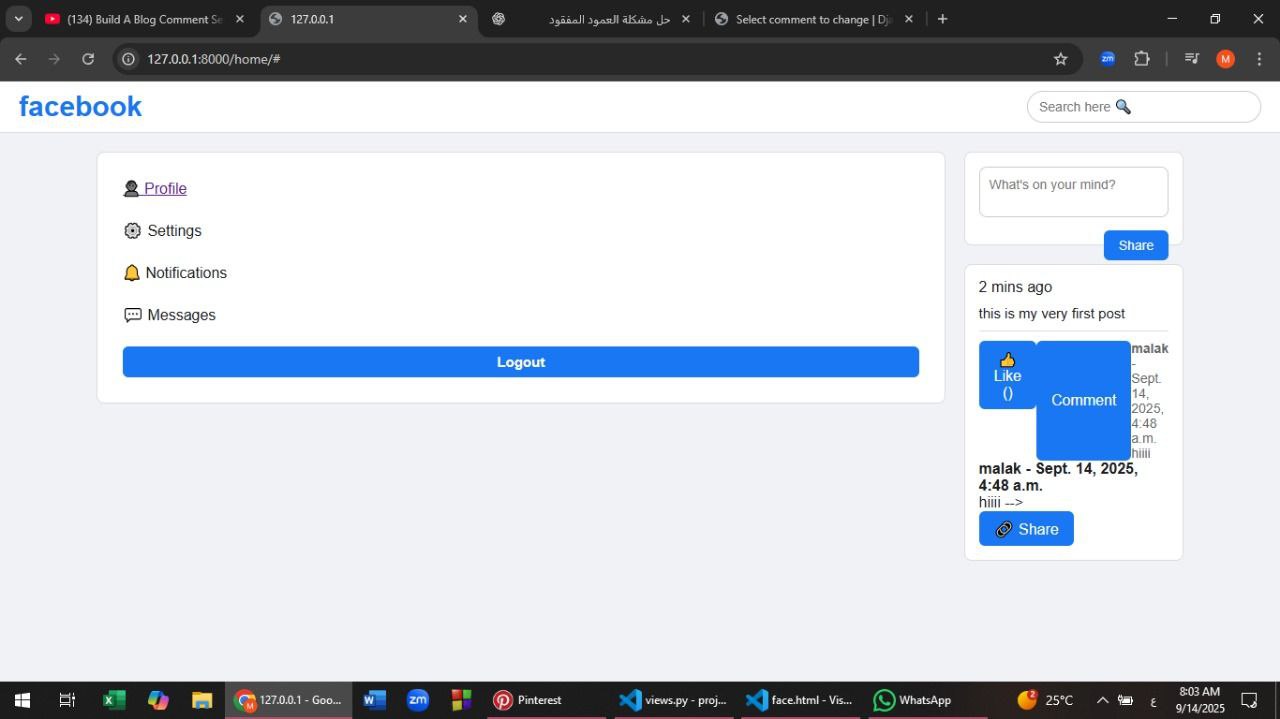 (134) Build A Blog Comment Se
127.0.0.1
حل مشكلة العمود المفقود
Select comment to change | Dja
127.0.0.1:8000/home/#
zm
M
facebook
Search here
Profile
Settings
Notifications
Messages
Logout
What's on your mind?
Share
2 mins ago
this is my very first post
Like
()
Comment
malak
-
Sept.
14,
2025,
4:48
a.m.
hiiii
malak - Sept. 14, 2025,
4:48 a.m.
hiiii -->
Share
127.0.0.1 - Goo...
zm
Pinterest
views.py - proj...
face.html - Vis...
WhatsApp
2
25°C
ع
8:03 AM
9/14/2025